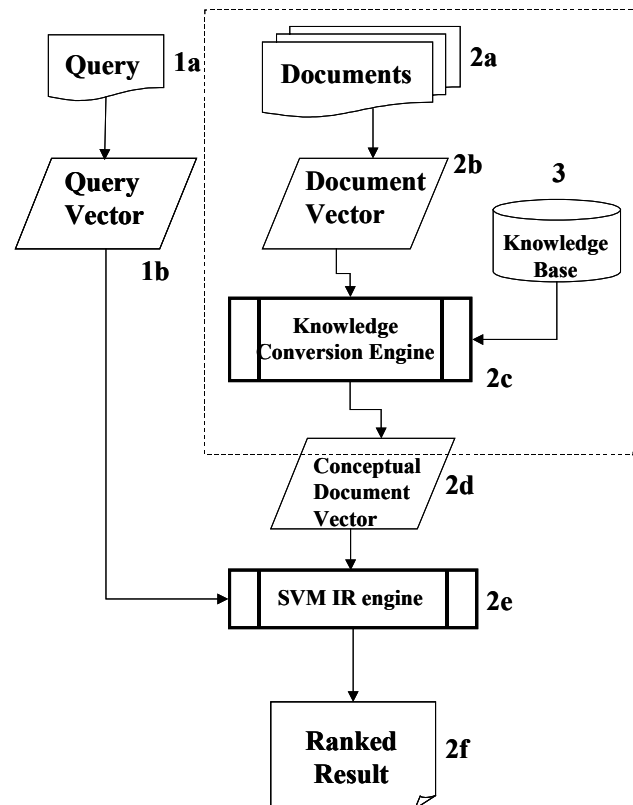 Query
1a
Documents
2a
Query
Vector
1b
Document
Vector
2b
3
Knowledge
Base
Knowledge
Conversion Engine
2c
Conceptual
Document
Vector
2d
SVM IR engine
2e
Ranked
Result
2f